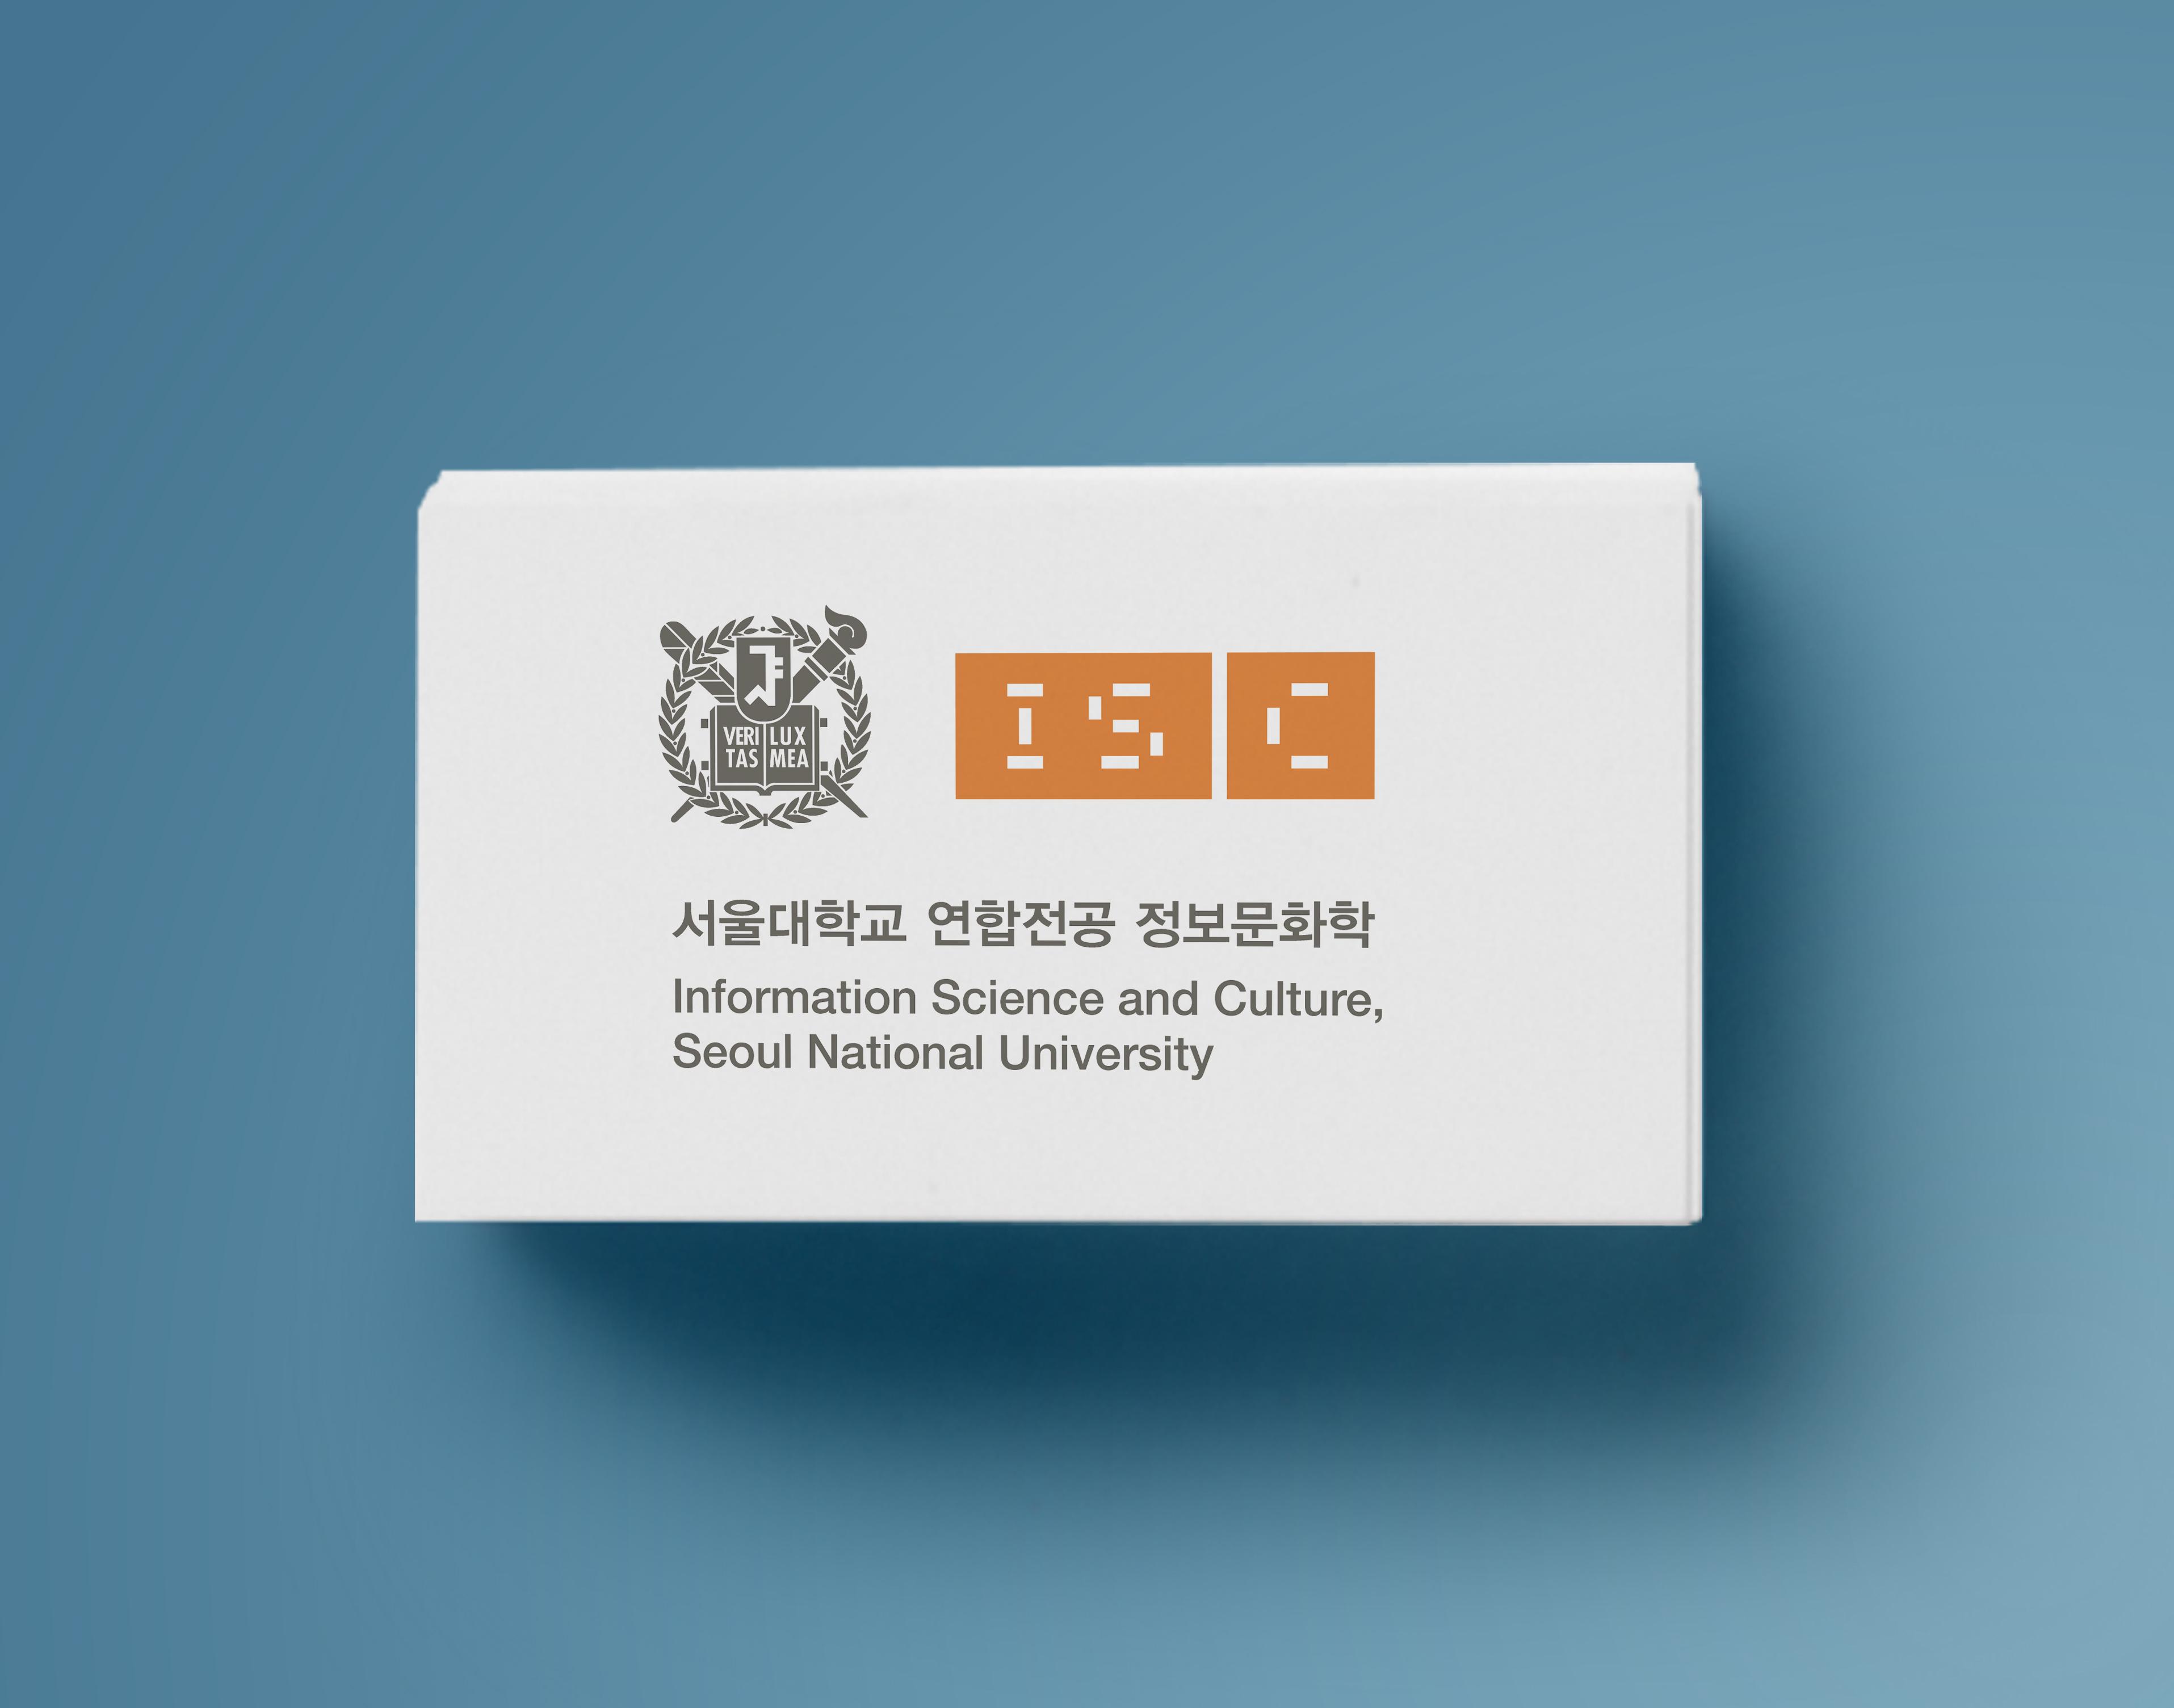 VERI LUX
TAS MEA
ISC
서울대학교 연합전공 정보문화학
Information Science and Culture,
Seoul National University